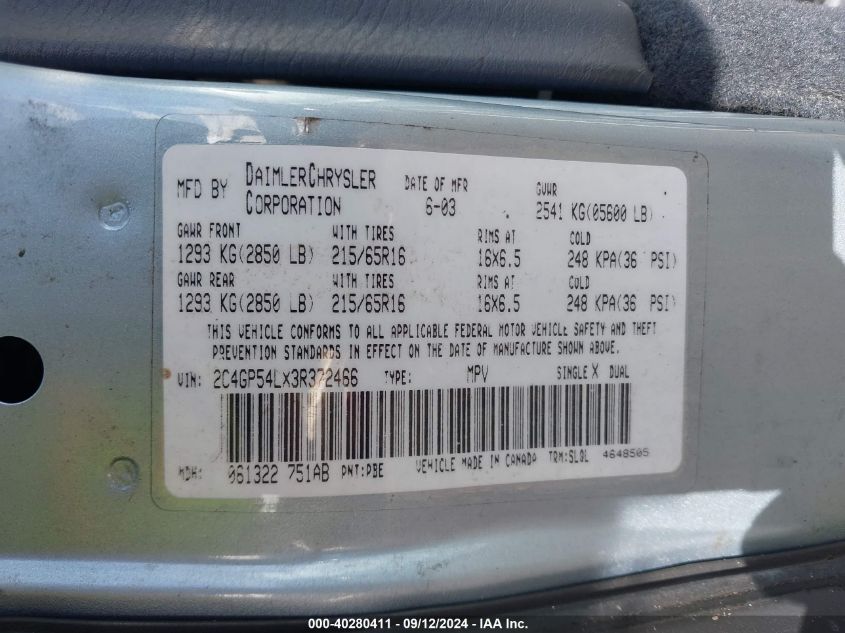 MFD BY DAIMLERCHRYSLER CORPORATION DATE OF MFR 6-03 GVWR 2541 KG(05600 LB)
GAWR FRONT WITH TIRES RIMS AT COLD
1293 KG(2850 LB) 215/65R16 16X6.5 248 KPA(36 PSI)
GAWR REAR WITH TIRES RIMS AT COLD
1293 KG(2850 LB) 215/65R16 16X6.5 248 KPA(36 PSI)
THIS VEHICLE CONFORMS TO ALL APPLICABLE FEDERAL MOTOR VEHICLE SAFETY AND THEFT
PREVENTION STANDARDS IN EFFECT ON THE DATE OF MANUFACTURE SHOWN ABOVE.
VIN: 2C4GP54LX3R372466 TYPE: MPV SINGLE X DUAL
MDH: 061322 751AB PNT:PBE VEHICLE MADE IN CANADA TRM:SLQL 4648505
000-40280411 - 09/12/2024 - IAA Inc.